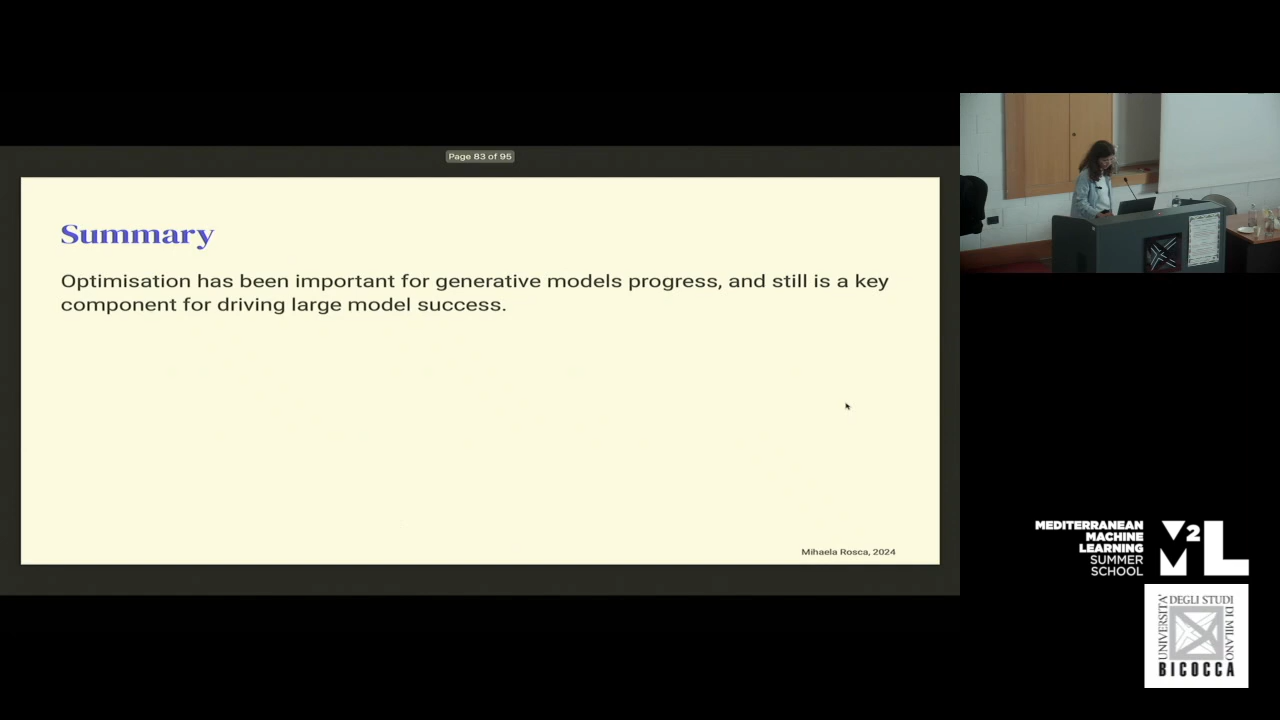 Page 83 of 95
Summary
Optimisation has been important for generative models progress, and still is a key
component for driving large model success.
Mihaela Rosca, 2024
MEDITERRANEAN
MACHINE
LEARNING
SUMMER
SCHOOL
M2L
UNIVERSITA'
DEGLI STUDI
DI MILANO
BICOCCA